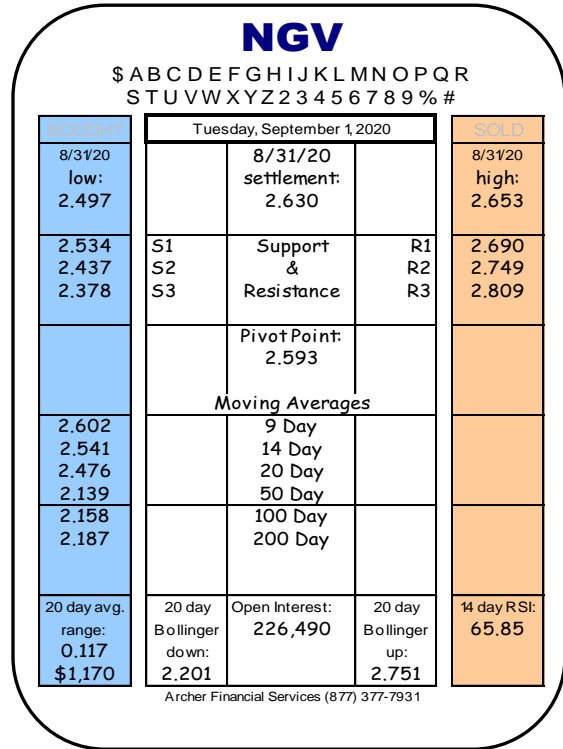 NGV
$ A B C D E F G H I J K L M N O P Q R
S T U V W X Y Z 2 3 4 5 6 7 8 9 % #
BOUGHT Tuesday, September 1, 2020 SOLD
8/31/20 8/31/20 8/31/20
low: settlement: high:
2.497 2.630 2.653
2.534 S1 Support R1 2.690
2.437 S2 & R2 2.749
2.378 S3 Resistance R3 2.809
Pivot Point:
2.593
Moving Averages
2.602 9 Day
2.541 14 Day
2.476 20 Day
2.139 50 Day
2.158 100 Day
2.187 200 Day
20 day avg. 20 day Open Interest: 20 day 14 day RSI:
range: Bollinger 226,490 Bollinger 65.85
0.117 down: up:
$1,170 2.201 2.751
Archer Financial Services (877) 377-7931